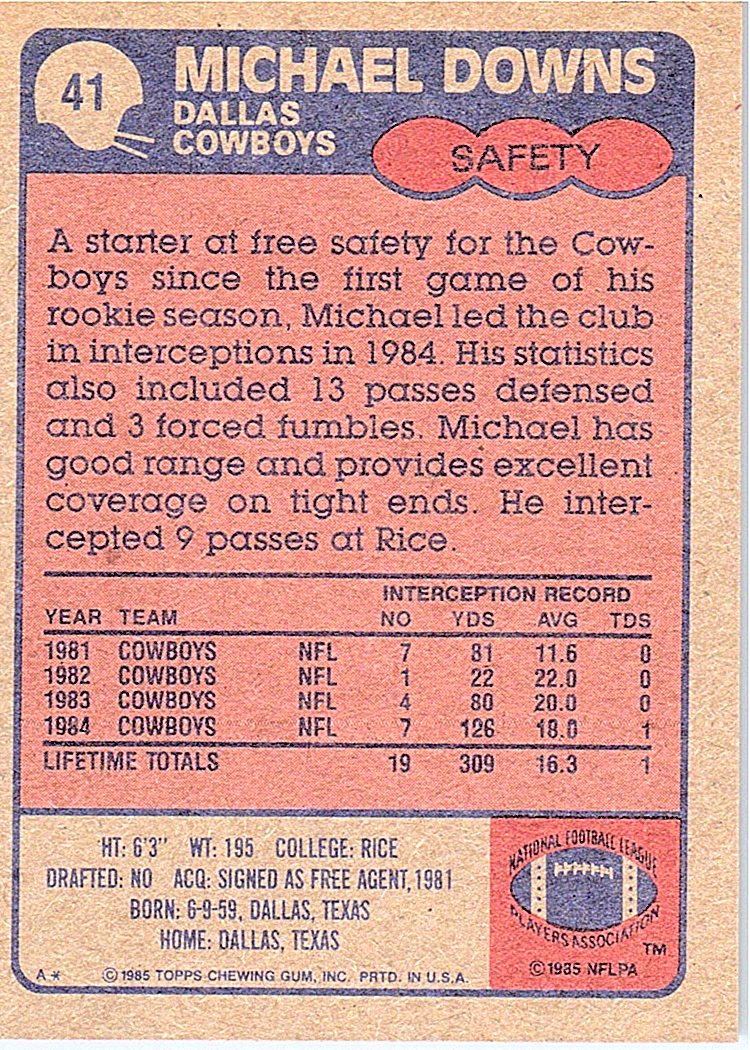 41
MICHAEL DOWNS
DALLAS
COWBOYS
SAFETY
A starter at free safety for the Cow-
boys since the first game of his
rookie season, Michael led the club
in interceptions in 1984. His statistics
also included 13 passes defensed
and 3 forced fumbles. Michael has
good range and provides excellent
coverage on tight ends. He inter-
cepted 9 passes at Rice.
INTERCEPTION RECORD
YEAR TEAM NO YDS AVG TDS
1981 COWBOYS NFL 7 81 11.6 0
1982 COWBOYS NFL 1 22 22.0 0
1983 COWBOYS NFL 4 80 20.0 0
1984 COWBOYS NFL 7 126 18.0 1
LIFETIME TOTALS 19 309 16.3 1
HT: 6'3" WT: 195 COLLEGE: RICE
DRAFTED: NO ACQ: SIGNED AS FREE AGENT, 1981
BORN: 6-9-59, DALLAS, TEXAS
HOME: DALLAS, TEXAS
A* © 1985 TOPPS CHEWING GUM, INC. PRTD. IN U.S.A.
NATIONAL FOOTBALL LEAGUE
PLAYERS ASSOCIATION
TM
© 1985 NFLPA